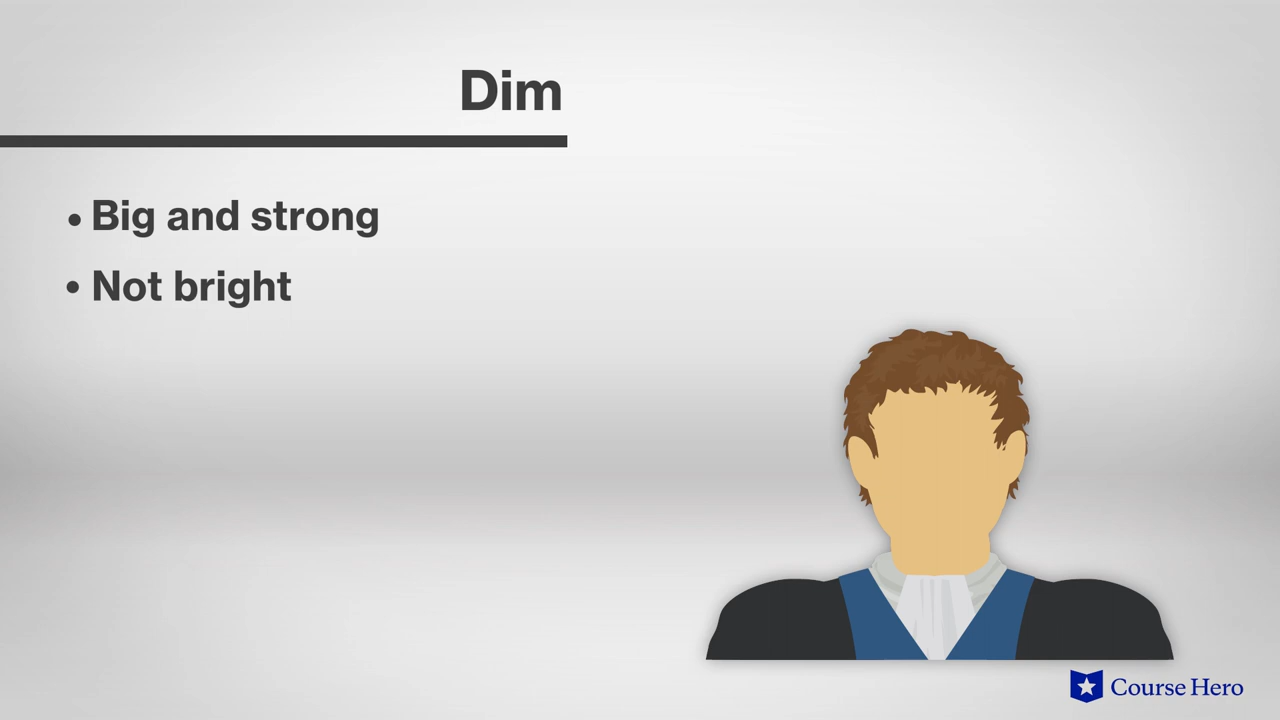 Dim
• Big and strong
• Not bright
Course Hero